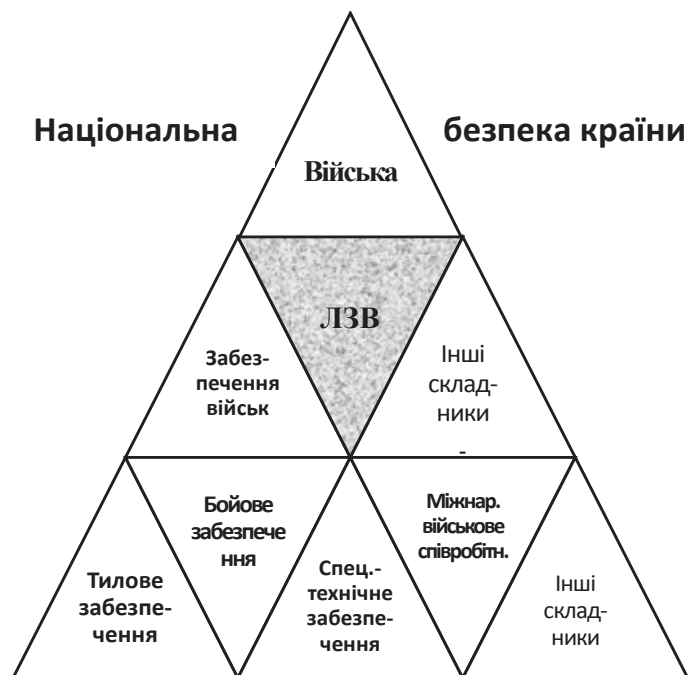 Національна безпека країни
Війська
ЛЗВ
Забез-
печення
військ
Інші
склад-
ники
-
Бойове
забезпече
ння
Міжнар.
військове
співробітн.
Тилове
забезпе-
чення
Спец.-
технічне
забезпе-
чення
Інші
склад-
ники